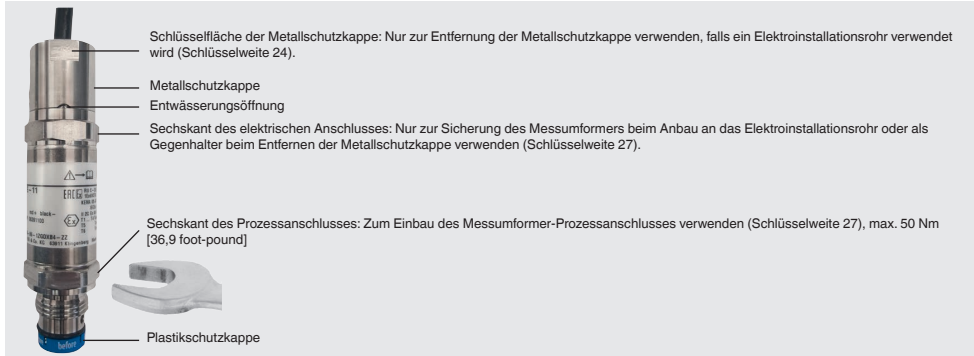 Schlüsselfläche der Metallschutzkappe: Nur zur Entfernung der Metallschutzkappe verwenden, falls ein Elektroinstallationsrohr verwendet
wird (Schlüsselweite 24).
Metallschutzkappe
Entwässerungsöffnung
Sechskant des elektrischen Anschlusses: Nur zur Sicherung des Messumformers beim Anbau an das Elektroinstallationsrohr oder als
Gegenhalter beim Entfernen der Metallschutzkappe verwenden (Schlüsselweite 27).
EAC
Sechskant des Prozessanschlusses: Zum Einbau des Messumformer-Prozessanschlusses verwenden (Schlüsselweite 27), max. 50 Nm
[36,9 foot-pound]
before
Plastikschutzkappe